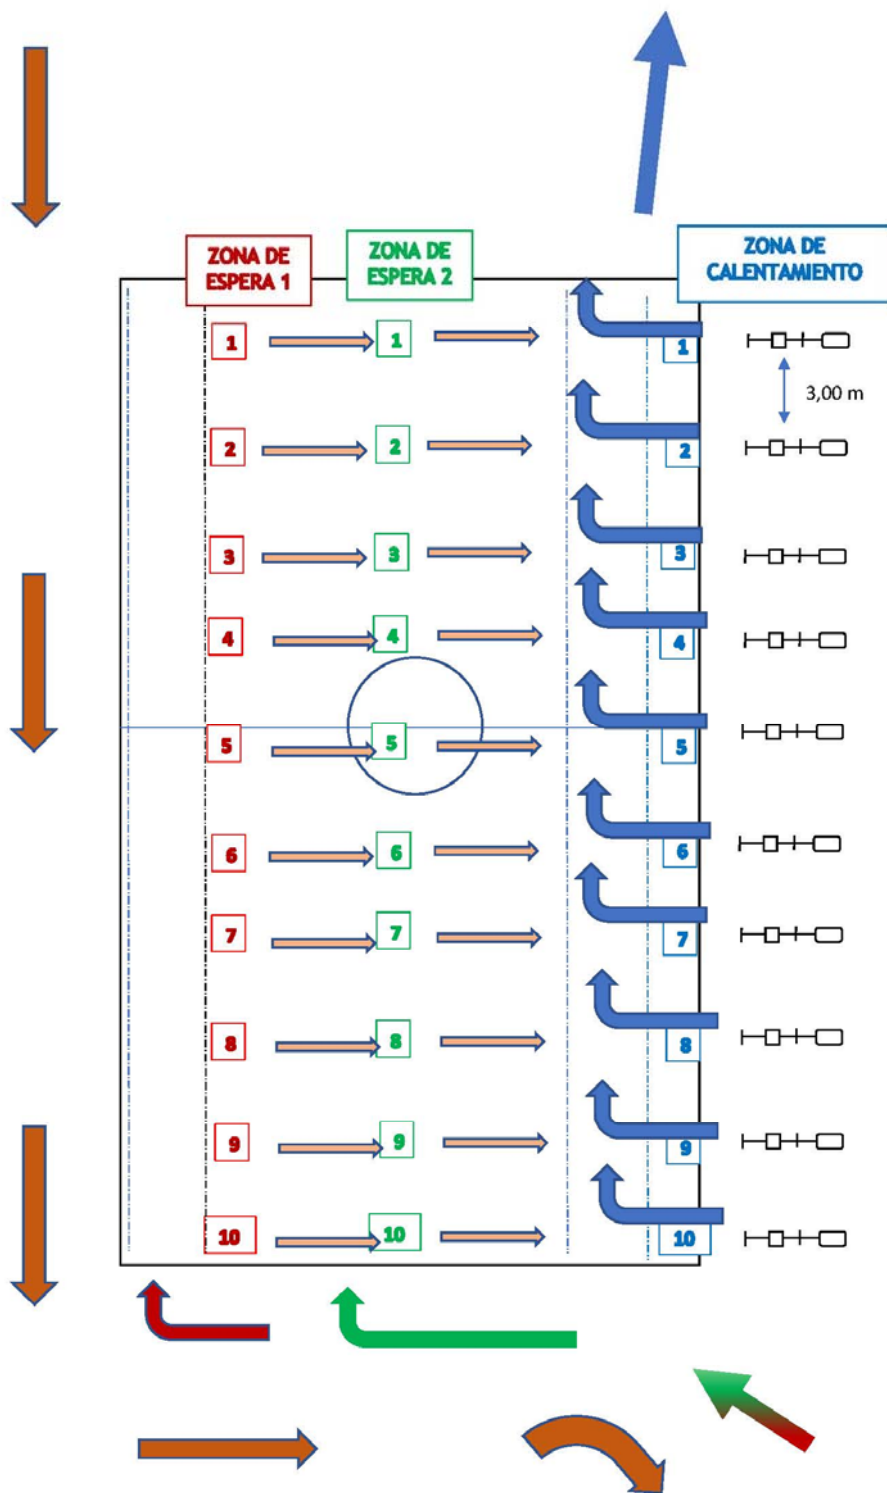 ZONA DE
ESPERA 1
ZONA DE
ESPERA 2
ZONA DE
CALENTAMIENTO
1 1 1
3,00 m
2 2 2
3 3 3
4 4 4
5 5 5
6 6 6
7 7 7
8 8 8
9 9 9
10 10 10